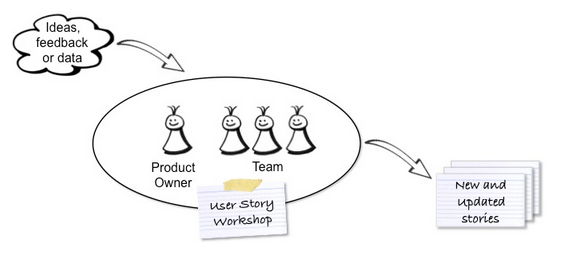 Ideas,
feedback
or data
Product
Owner
Team
User Story
Workshop
New and
updated
stories